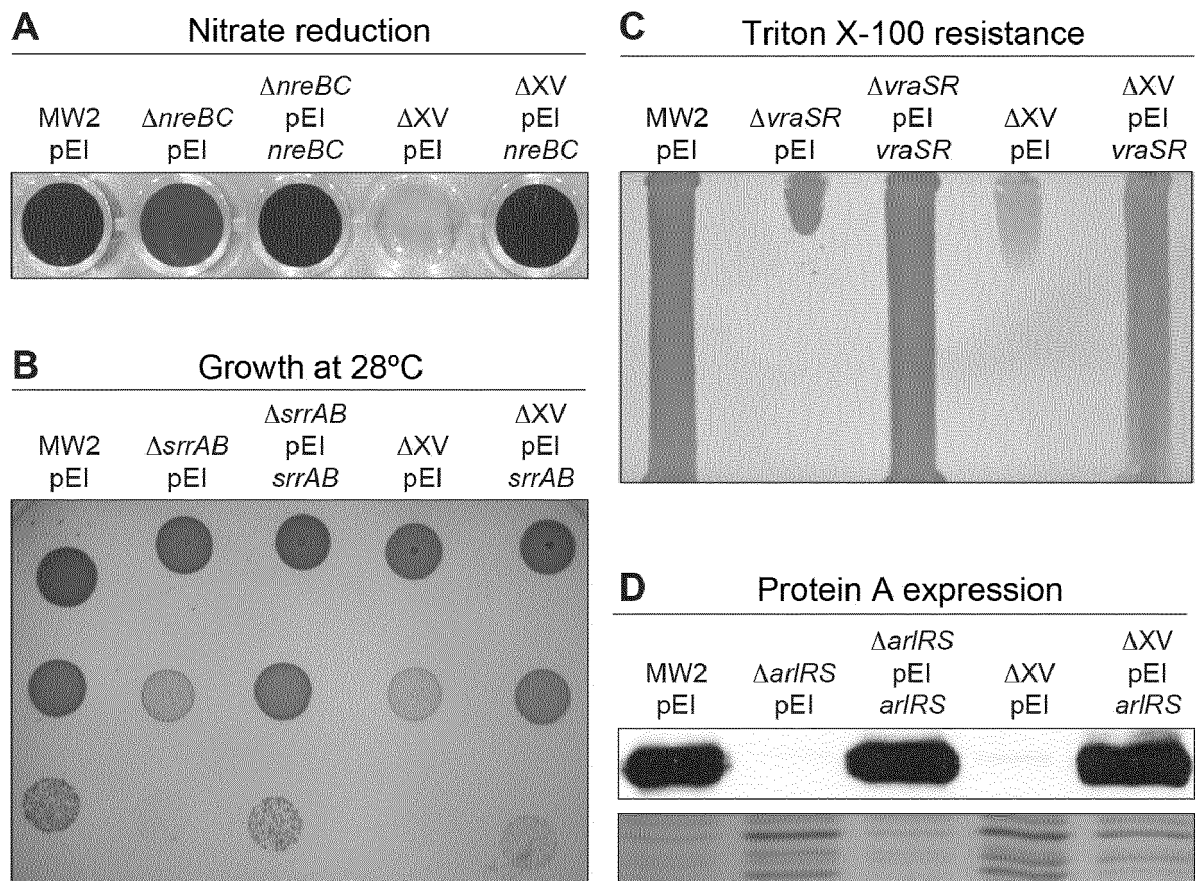 A Nitrate reduction
MW2 pEI
ΔnreBC pEI
ΔnreBC pEI nreBC
ΔXV pEI
ΔXV pEI nreBC
B Growth at 28ºC
MW2 pEI
ΔsrrAB pEI
ΔsrrAB pEI srrAB
ΔXV pEI
ΔXV pEI srrAB
C Triton X-100 resistance
MW2 pEI
ΔvraSR pEI
ΔvraSR pEI vraSR
ΔXV pEI
ΔXV pEI vraSR
D Protein A expression
MW2 pEI
ΔarlRS pEI
ΔarlRS pEI arlRS
ΔXV pEI
ΔXV pEI arlRS